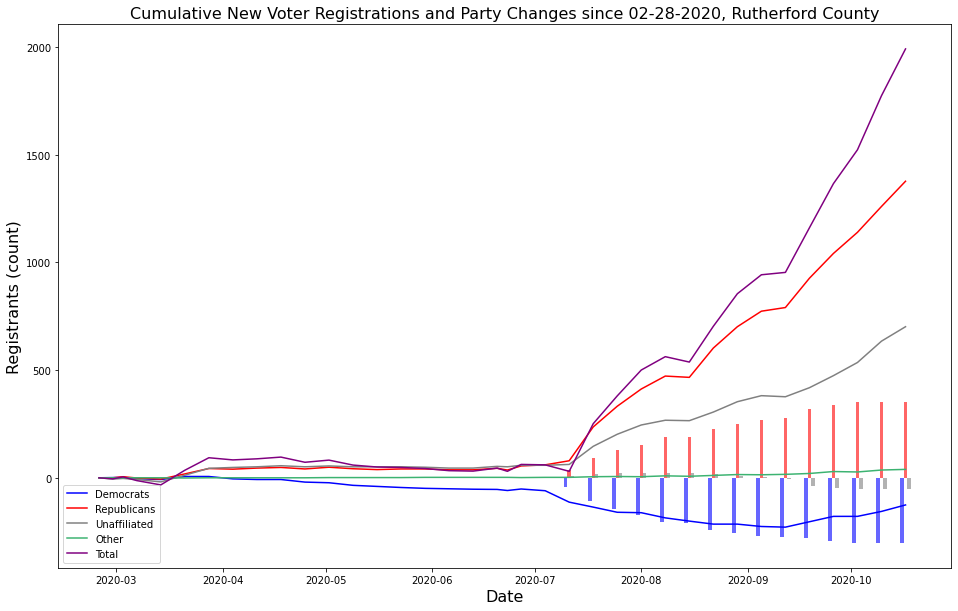 Cumulative New Voter Registrations and Party Changes since 02-28-2020, Rutherford County
Registrants (count)
2000
1500
1000
500
0
Democrats
Republicans
Unaffiliated
Other
Total
2020-03 2020-04 2020-05 2020-06 2020-07 2020-08 2020-09 2020-10
Date